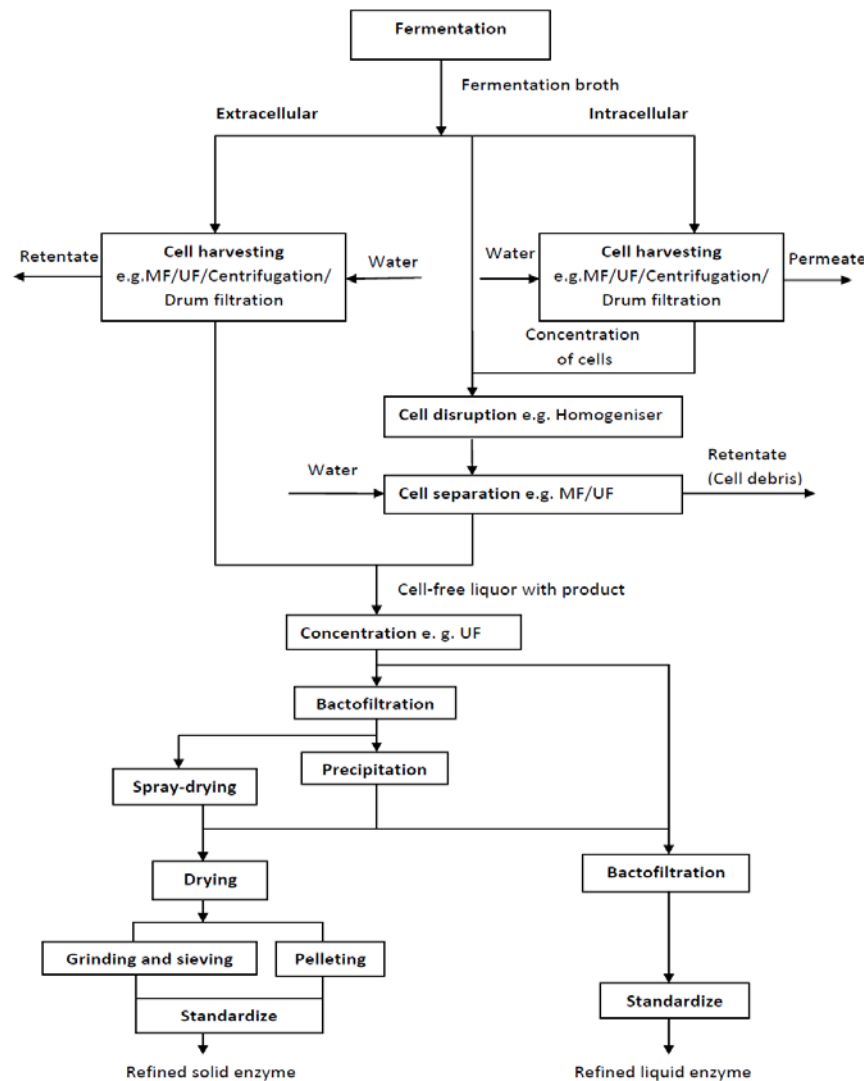 Fermentation
Fermentation broth
Extracellular
Intracellular
Retentate
Cell harvesting
e.g.MF/UF/Centrifugation/
Drum filtration
Water
Water
Cell harvesting
e.g.MF/UF/Centrifugation/
Drum filtration
Permeate
Concentration
of cells
Cell disruption e.g. Homogeniser
Water
Cell separation e.g. MF/UF
Retentate
(Cell debris)
Cell-free liquor with product
Concentration e. g. UF
Bactofiltration
Spray-drying
Precipitation
Drying
Bactofiltration
Grinding and sieving
Pelleting
Standardize
Standardize
Refined solid enzyme
Refined liquid enzyme